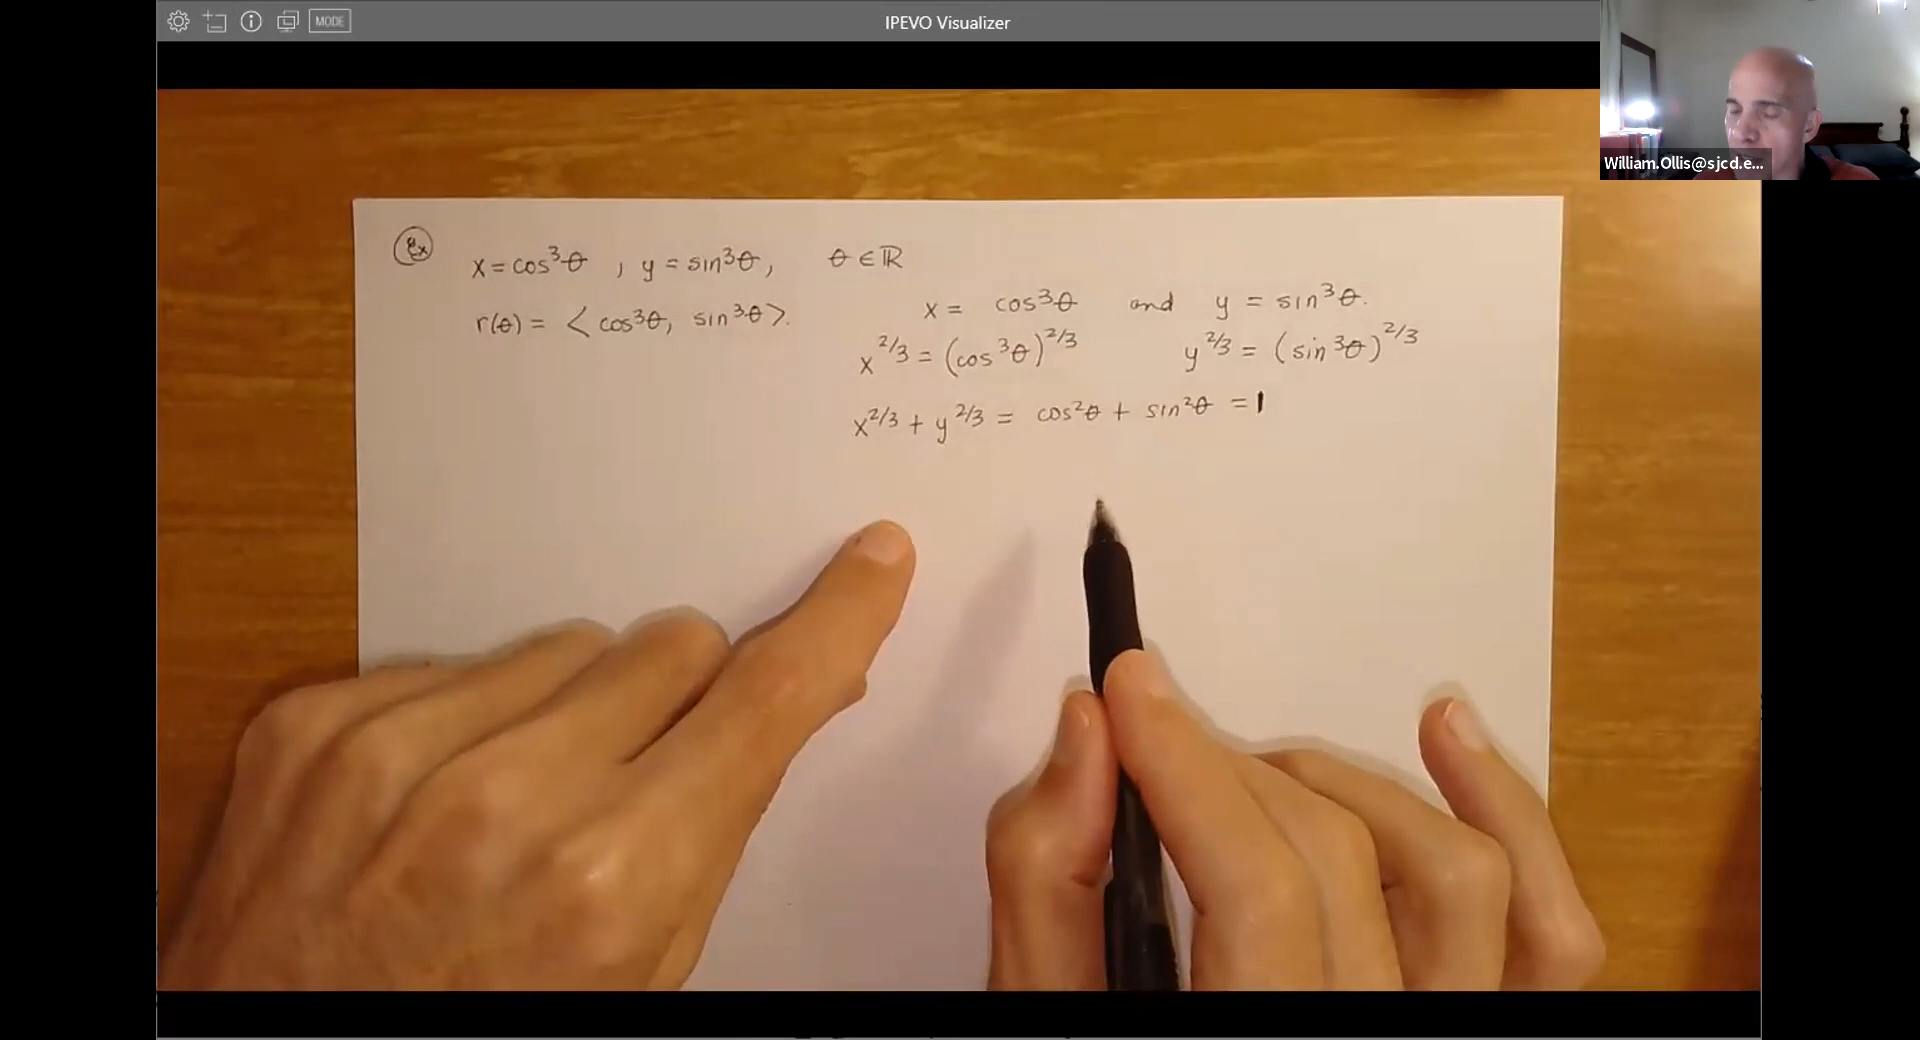 MODE
IPEVO Visualizer
William.Ollis@sjcd.e...
Ex
x = cos³θ , y = sin³θ, θ ∈ ℝ
r(θ) = <cos³θ, sin³θ>.
x = cos³θ and y = sin³θ.
x^2/3 = (cos³θ)^2/3 y^2/3 = (sin³θ)^2/3
x^2/3 + y^2/3 = cos²θ + sin²θ = 1